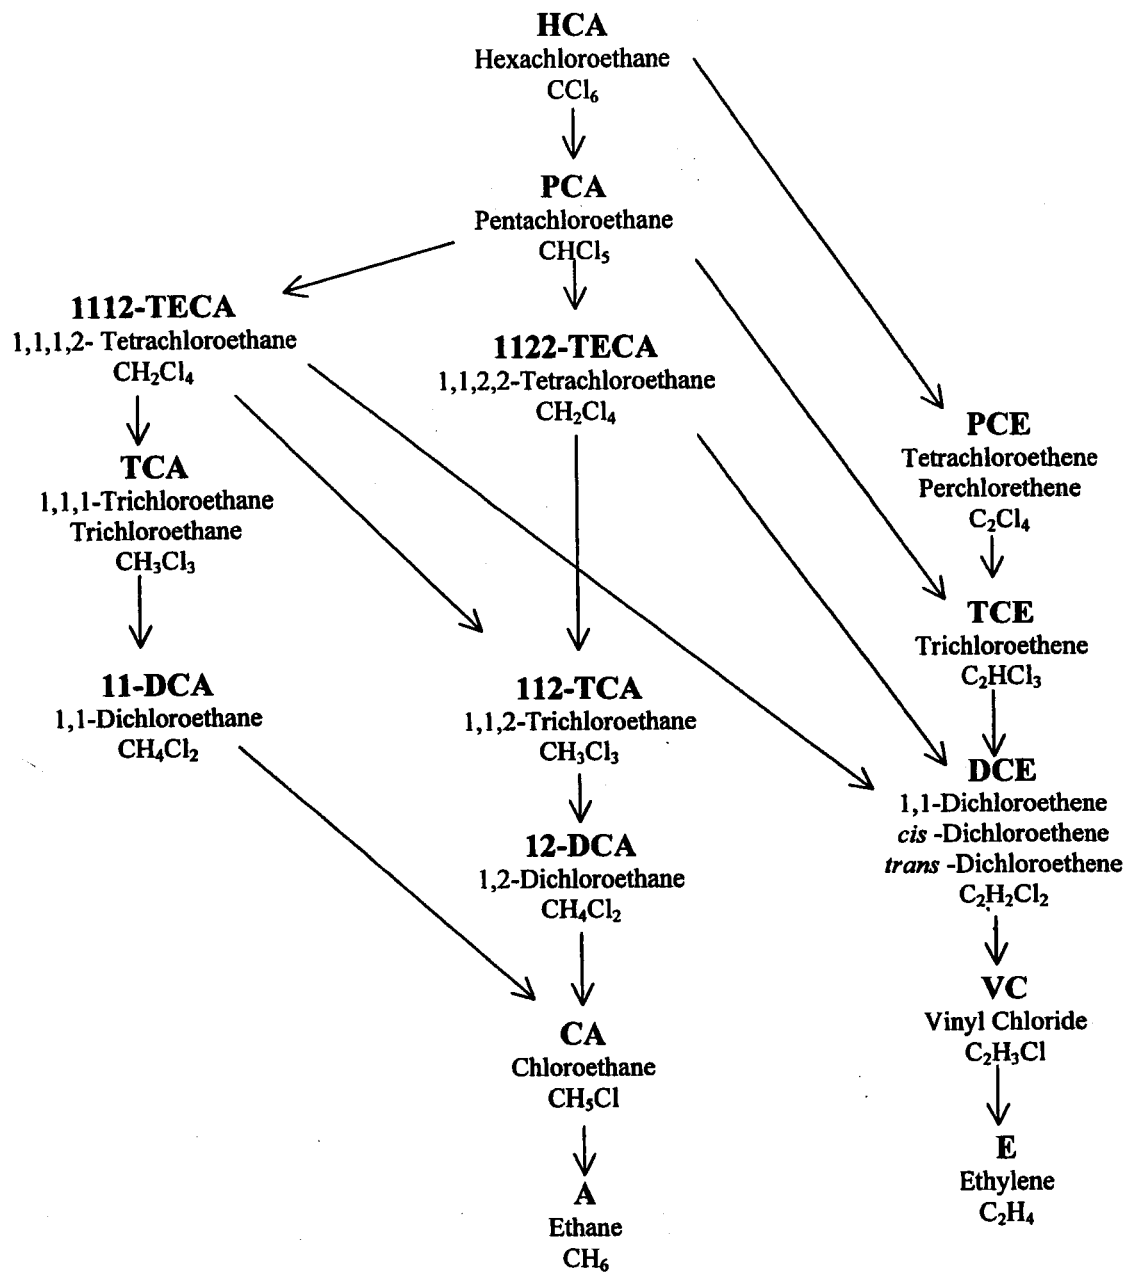 HCA
Hexachloroethane
CCl₆
PCA
Pentachloroethane
CHCl₅
1112-TECA
1,1,1,2- Tetrachloroethane
CH₂Cl₄
1122-TECA
1,1,2,2-Tetrachloroethane
CH₂Cl₄
PCE
Tetrachloroethene
Perchlorethene
C₂Cl₄
TCA
1,1,1-Trichloroethane
Trichloroethane
CH₃Cl₃
TCE
Trichloroethene
C₂HCl₃
11-DCA
1,1-Dichloroethane
CH₄Cl₂
112-TCA
1,1,2-Trichloroethane
CH₃Cl₃
DCE
1,1-Dichloroethene
cis -Dichloroethene
trans -Dichloroethene
C₂H₂Cl₂
12-DCA
1,2-Dichloroethane
CH₄Cl₂
VC
Vinyl Chloride
C₂H₃Cl
CA
Chloroethane
CH₅Cl
E
Ethylene
C₂H₄
A
Ethane
CH₆